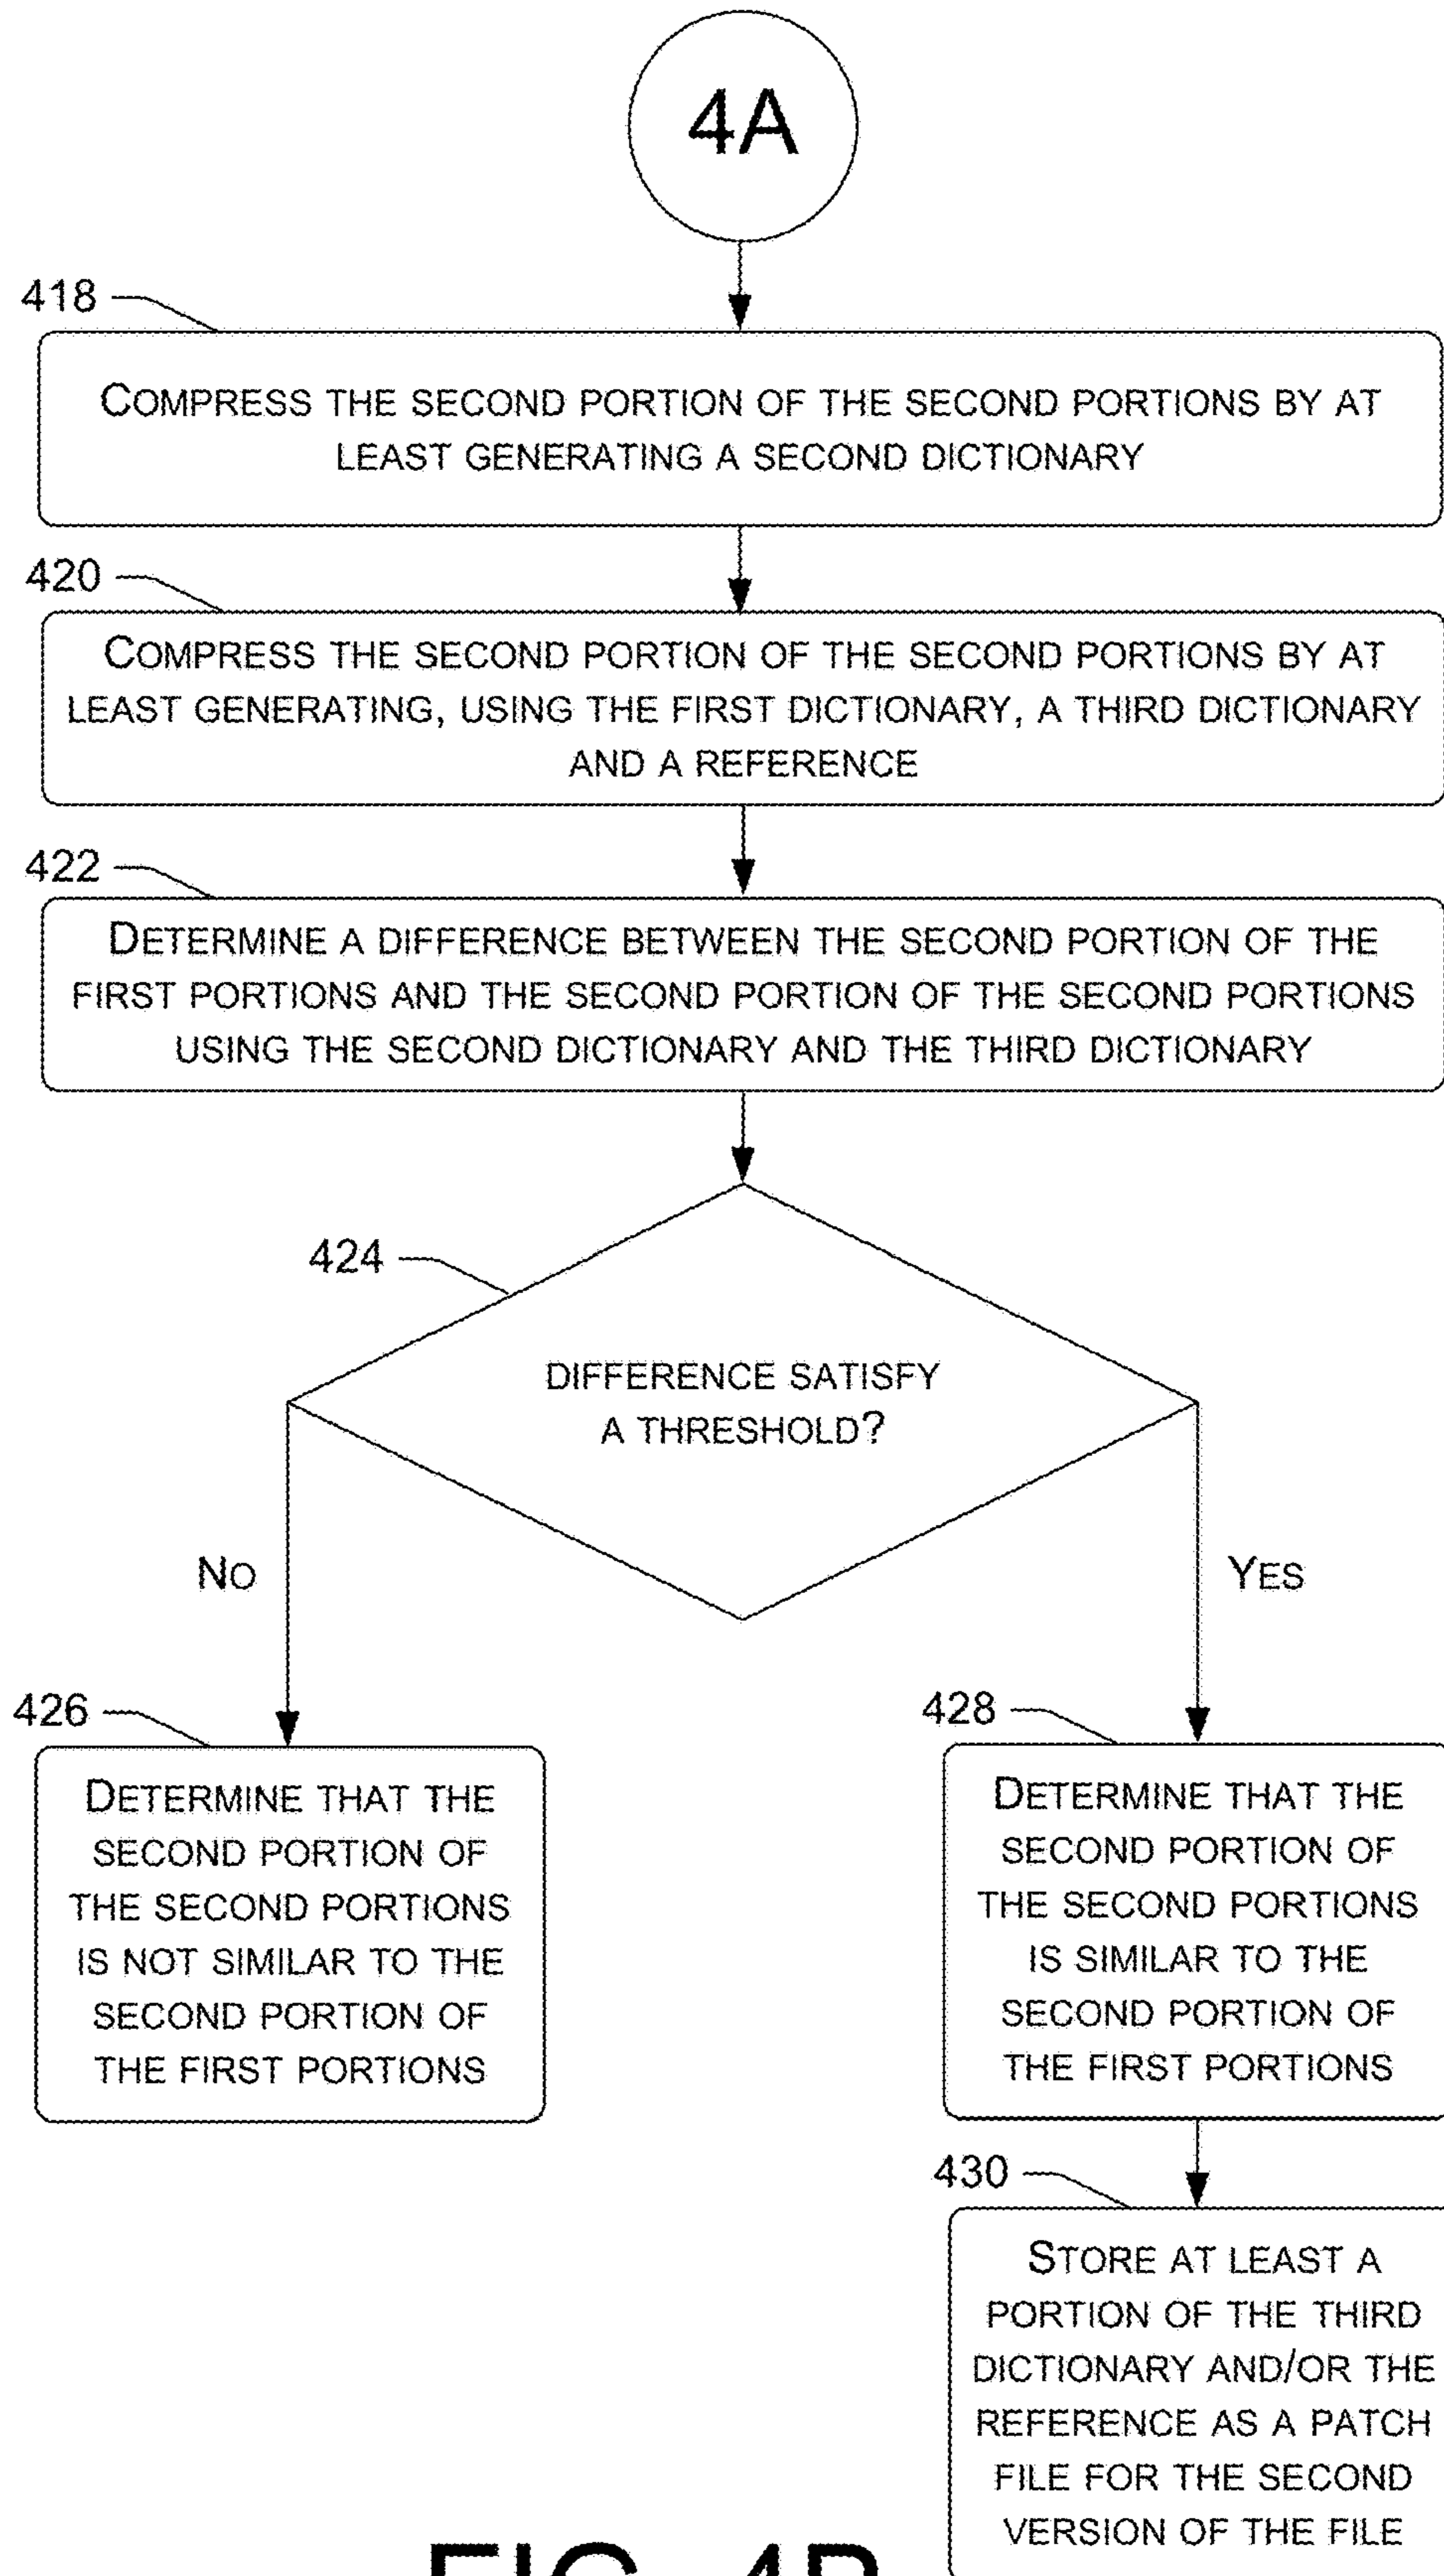 4A
418
COMPRESS THE SECOND PORTION OF THE SECOND PORTIONS BY AT
LEAST GENERATING A SECOND DICTIONARY
420
COMPRESS THE SECOND PORTION OF THE SECOND PORTIONS BY AT
LEAST GENERATING, USING THE FIRST DICTIONARY, A THIRD DICTIONARY
AND A REFERENCE
422
DETERMINE A DIFFERENCE BETWEEN THE SECOND PORTION OF THE
FIRST PORTIONS AND THE SECOND PORTION OF THE SECOND PORTIONS
USING THE SECOND DICTIONARY AND THE THIRD DICTIONARY
424
DIFFERENCE SATISFY
A THRESHOLD?
NO
YES
426
DETERMINE THAT THE
SECOND PORTION OF
THE SECOND PORTIONS
IS NOT SIMILAR TO THE
SECOND PORTION OF
THE FIRST PORTIONS
428
DETERMINE THAT THE
SECOND PORTION OF
THE SECOND PORTIONS
IS SIMILAR TO THE
SECOND PORTION OF
THE FIRST PORTIONS
430
STORE AT LEAST A
PORTION OF THE THIRD
DICTIONARY AND/OR THE
REFERENCE AS A PATCH
FILE FOR THE SECOND
VERSION OF THE FILE
FIG. 4B